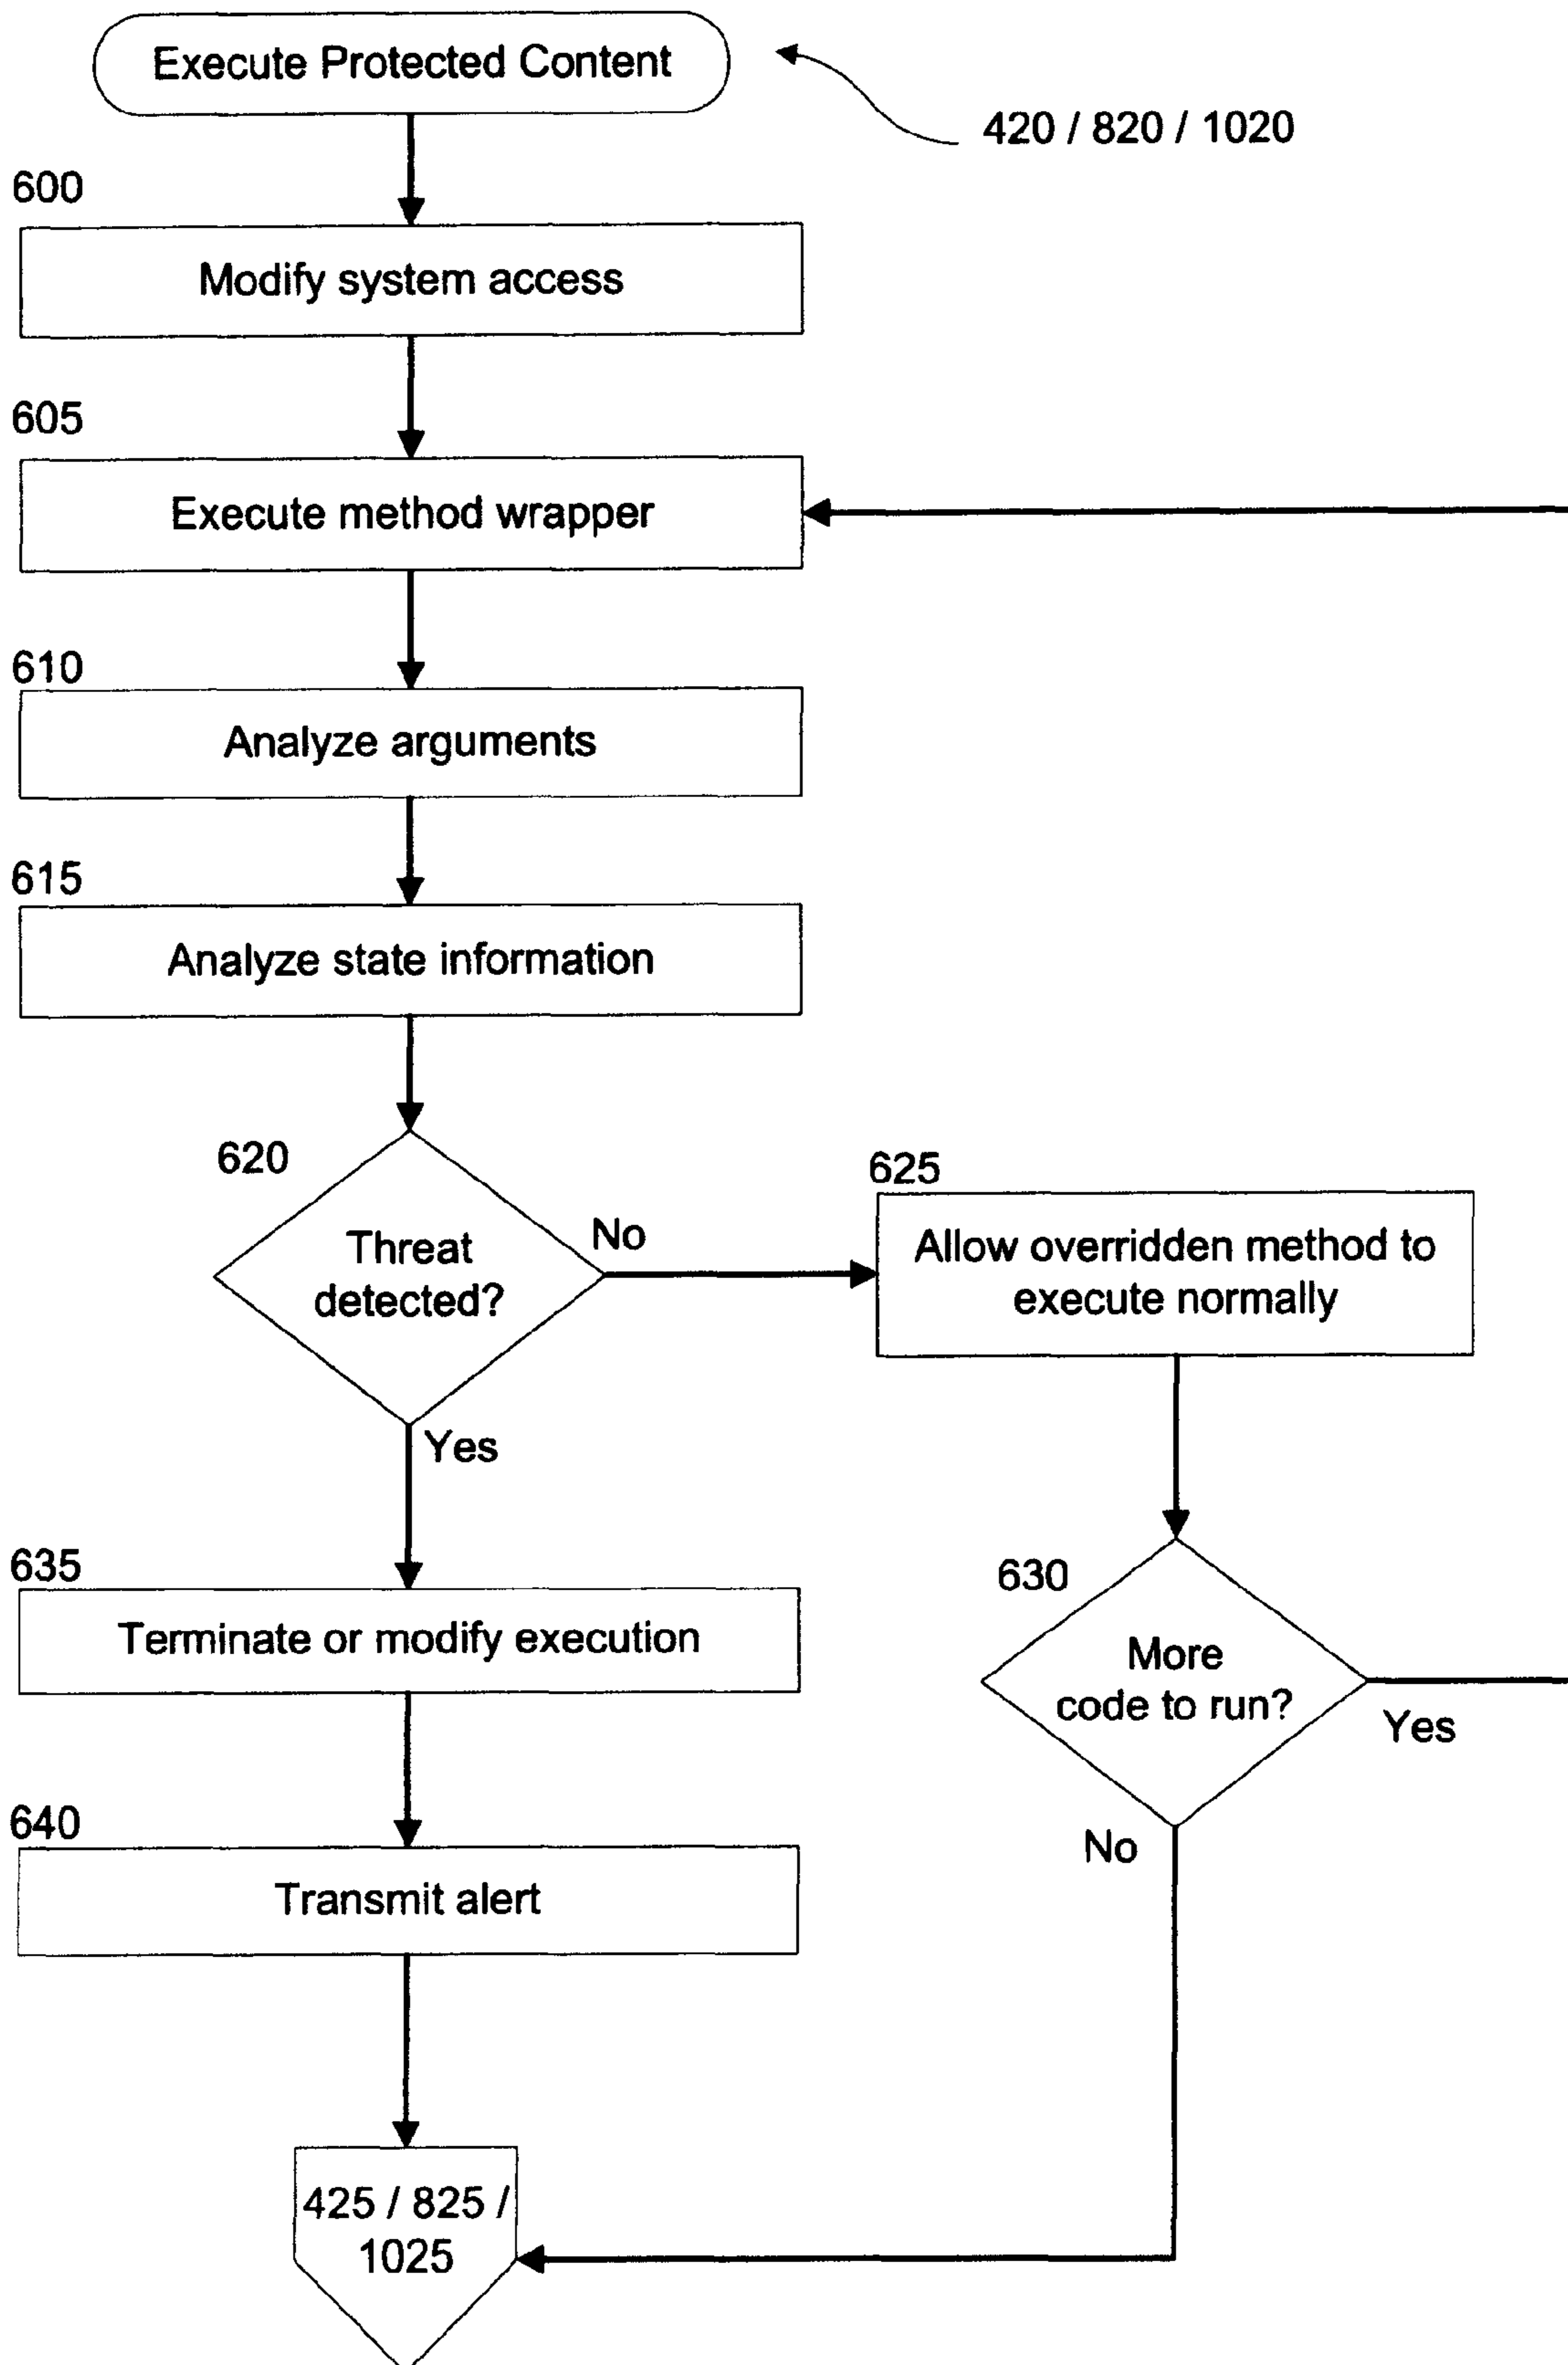 Execute Protected Content
420 / 820 / 1020
600
Modify system access
605
Execute method wrapper
610
Analyze arguments
615
Analyze state information
620
Threat
detected?
No
625
Allow overridden method to
execute normally
Yes
635
Terminate or modify execution
630
More
code to run?
Yes
640
Transmit alert
No
425 / 825 /
1025